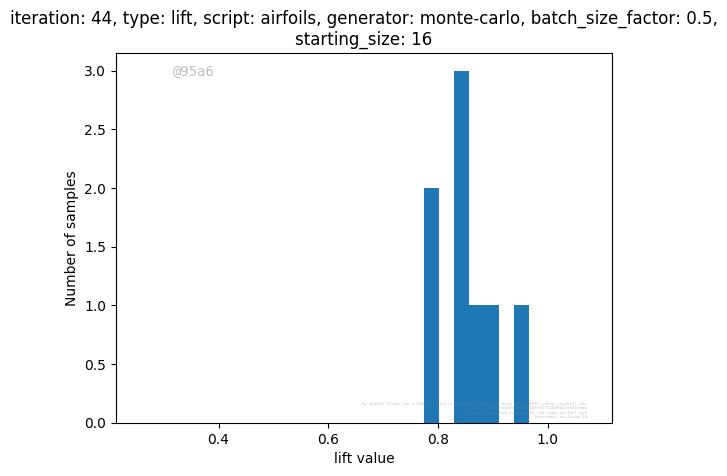 iteration: 44, type: lift, script: airfoils, generator: monte-carlo, batch_size_factor: 0.5,
starting_size: 16
@95a6
3.0
2.5
2.0
1.5
1.0
0.5
0.0
Number of samples
0.4 0.6 0.8 1.0
lift value